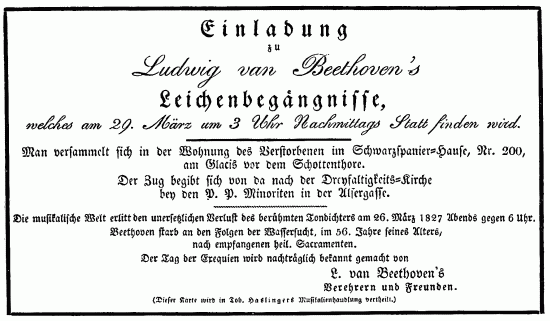 Einladung
zu
Ludwig van Beethoven's
Leichenbegängnisse,
welches am 29. März um 3 Uhr Nachmittags Statt finden wird.
Man versammelt sich in der Wohnung des Verstorbenen im Schwarzspanier=Hause, Nr. 200,
am Glacis vor dem Schottenthore.
Der Zug begibt sich von da nach der Dreyfaltigkeits=Kirche
bey den P. P. Minoriten in der Alsergasse.
Die musikalische Welt erlitt den unersetzlichen Verlust des berühmten Tondichters am 26. März 1827 Abends gegen 6 Uhr.
Beethoven starb an den Folgen der Wassersucht, im 56. Jahre seines Alters,
nach empfangenen heil. Sacramenten.
Der Tag der Exequien wird nachträglich bekannt gemacht von
L. van Beethoven's
Verehrern und Freunden.
(Dieser Karte wird in Tob. Haslingers Musikalienhandlung vertheilt.)